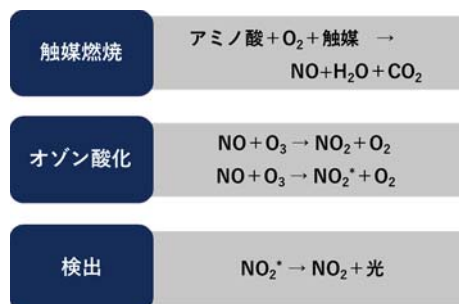 触媒燃焼
アミノ酸＋O₂＋触媒 →
NO+H₂O＋CO₂
オゾン酸化
NO＋O₃ → NO₂＋O₂
NO＋O₃ → NO₂*＋O₂
検出
NO₂* → NO₂＋光